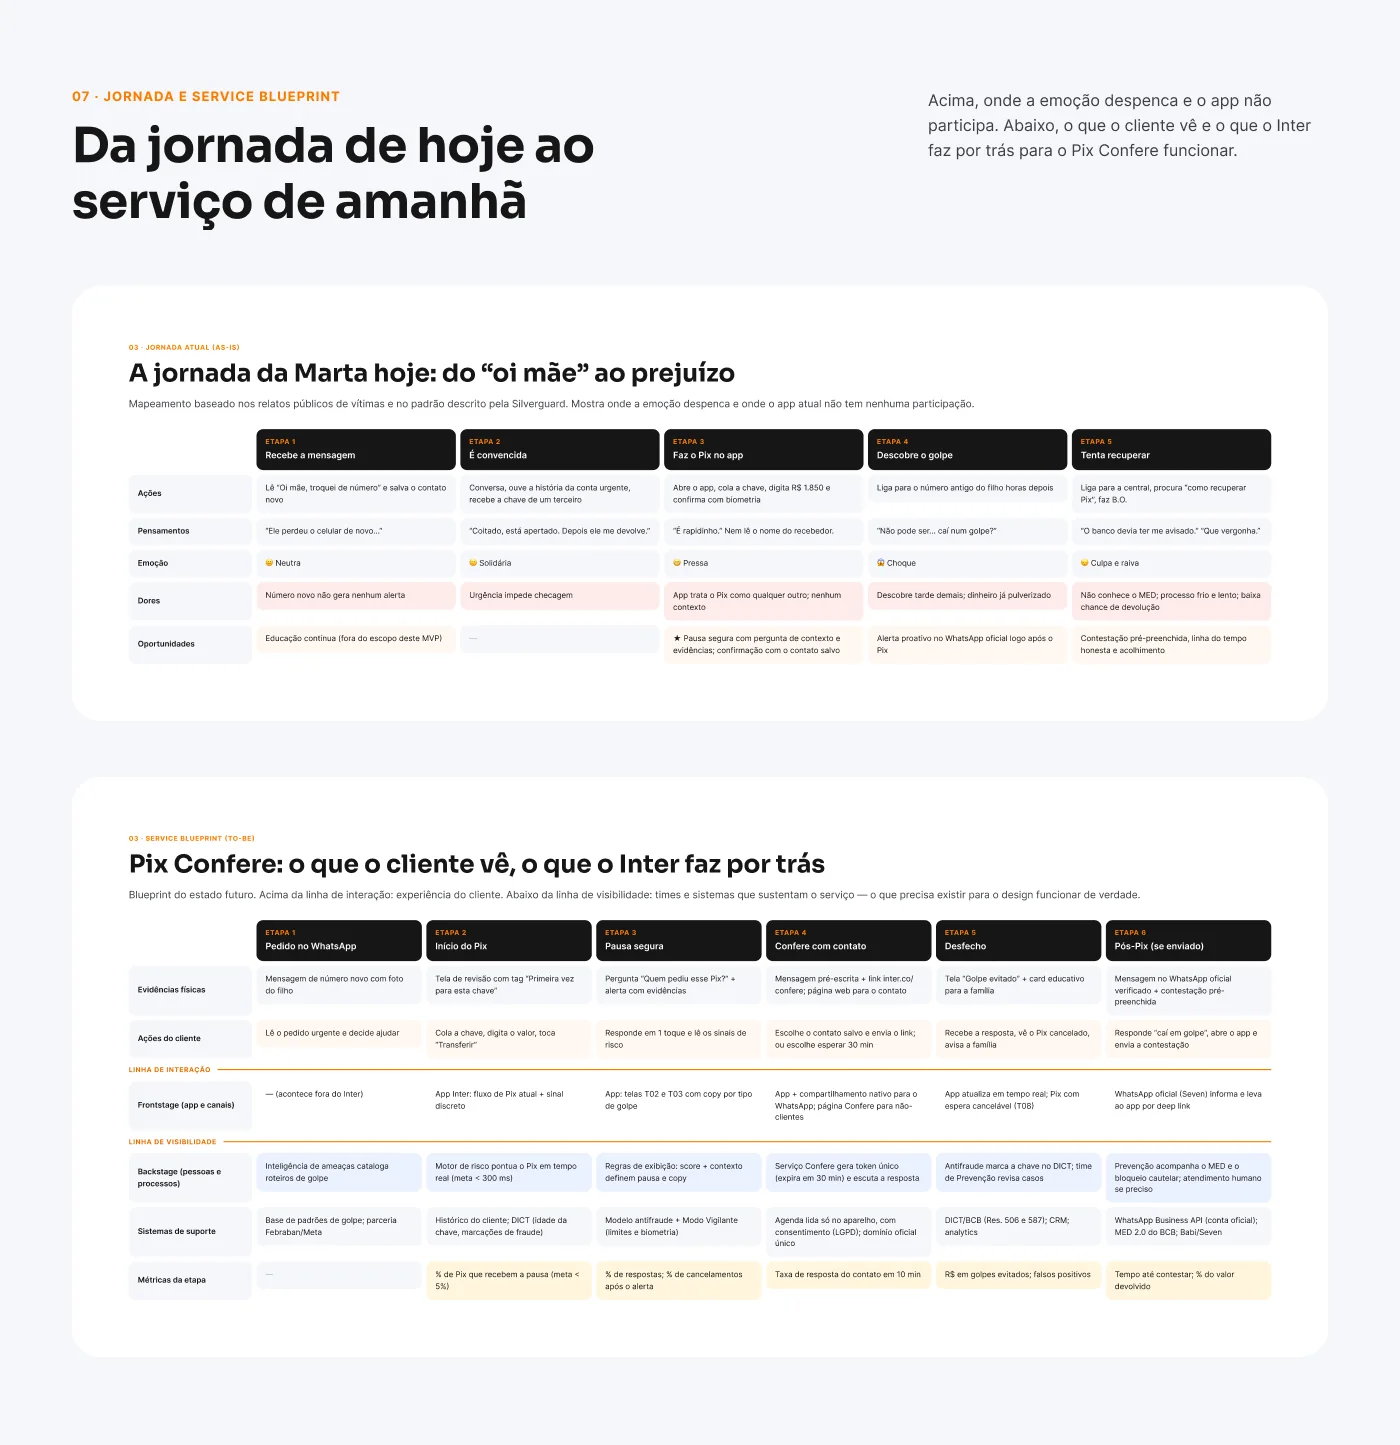 07 · JORNADA E SERVICE BLUEPRINT
Da jornada de hoje ao
serviço de amanhã
Acima, onde a emoção despenca e o app não
participa. Abaixo, o que o cliente vê e o que o Inter
faz por trás para o Pix Confere funcionar.
03 · JORNADA ATUAL (AS-IS)
A jornada da Marta hoje: do “oi mãe” ao prejuízo
Mapeamento baseado nos relatos públicos de vítimas e no padrão descrito pela Silverguard. Mostra onde a emoção despenca e onde o app atual não tem nenhuma participação.
ETAPA 1
Recebe a mensagem
ETAPA 2
É convencida
ETAPA 3
Faz o Pix no app
ETAPA 4
Descobre o golpe
ETAPA 5
Tenta recuperar
Ações
Lê “Oi mãe, troquei de número” e salva o contato
novo
Conversa, ouve a história da conta urgente,
recebe a chave de um terceiro
Abre o app, cola a chave, digita R$ 1.850 e
confirma com biometria
Liga para o número antigo do filho horas depois
Liga para a central, procura “como recuperar
Pix”, faz B.O.
Pensamentos
“Ele perdeu o celular de novo…”
“Coitado, está apertado. Depois ele me devolve.”
“É rapidinho.” Nem lê o nome do recebedor.
“Não pode ser… caí num golpe?”
“O banco devia ter me avisado.” “Que vergonha.”
Emoção
Neutra
Solidária
Pressa
Choque
Culpa e raiva
Dores
Número novo não gera nenhum alerta
Urgência impede checagem
App trata o Pix como qualquer outro; nenhum
contexto
Descobre tarde demais; dinheiro já pulverizado
Não conhece o MED; processo frio e lento; baixa
chance de devolução
Oportunidades
Educação contínua (fora do escopo deste MVP)
—
★ Pausa segura com pergunta de contexto e
evidências; confirmação com o contato salvo
Alerta proativo no WhatsApp oficial logo após o
Pix
Contestação pré-preenchida, linha do tempo
honesta e acolhimento
03 · SERVICE BLUEPRINT (TO-BE)
Pix Confere: o que o cliente vê, o que o Inter faz por trás
Blueprint do estado futuro. Acima da linha de interação: experiência do cliente. Abaixo da linha de visibilidade: times e sistemas que sustentam o serviço — o que precisa existir para o design funcionar de verdade.
ETAPA 1
Pedido no WhatsApp
ETAPA 2
Início do Pix
ETAPA 3
Pausa segura
ETAPA 4
Confere com contato
ETAPA 5
Desfecho
ETAPA 6
Pós-Pix (se enviado)
Evidências físicas
Mensagem de número novo com foto
do filho
Tela de revisão com tag “Primeira vez
para esta chave”
Pergunta “Quem pediu esse Pix?” +
alerta com evidências
Mensagem pré-escrita + link inter.co/
confere; página web para o contato
Tela “Golpe evitado” + card educativo
para a família
Mensagem no WhatsApp oficial
verificado + contestação pré-
preenchida
Ações do cliente
Lê o pedido urgente e decide ajudar
Cola a chave, digita o valor, toca
“Transferir”
Responde em 1 toque e lê os sinais de
risco
Escolhe o contato salvo e envia o link;
ou escolhe esperar 30 min
Recebe a resposta, vê o Pix cancelado,
avisa a família
Responde “caí em golpe”, abre o app e
envia a contestação
LINHA DE INTERAÇÃO
Frontstage (app e canais)
— (acontece fora do Inter)
App Inter: fluxo de Pix atual + sinal
discreto
App: telas T02 e T03 com copy por tipo
de golpe
App + compartilhamento nativo para o
WhatsApp; página Confere para não-
clientes
App atualiza em tempo real; Pix com
espera cancelável (T08)
WhatsApp oficial (Seven) informa e leva
ao app por deep link
LINHA DE VISIBILIDADE
Backstage (pessoas e
processos)
Inteligência de ameaças cataloga
roteiros de golpe
Motor de risco pontua o Pix em tempo
real (meta < 300 ms)
Regras de exibição: score + contexto
definem pausa e copy
Serviço Confere gera token único
(expira em 30 min) e escuta a resposta
Antifraude marca a chave no DICT; time
de Prevenção revisa casos
Prevenção acompanha o MED e o
bloqueio cautelar; atendimento humano
se preciso
Sistemas de suporte
Base de padrões de golpe; parceria
Febraban/Meta
Histórico do cliente; DICT (idade da
chave, marcações de fraude)
Modelo antifraude + Modo Vigilante
(limites e biometria)
Agenda lida só no aparelho, com
consentimento (LGPD); domínio oficial
único
DICT/BCB (Res. 506 e 587); CRM;
analytics
WhatsApp Business API (conta oficial);
MED 2.0 do BCB; Babi/Seven
Métricas da etapa
—
% de Pix que recebem a pausa (meta <
5%)
% de respostas; % de cancelamentos
após o alerta
Taxa de resposta do contato em 10 min
R$ em golpes evitados; falsos positivos
Tempo até contestar; % do valor
devolvido